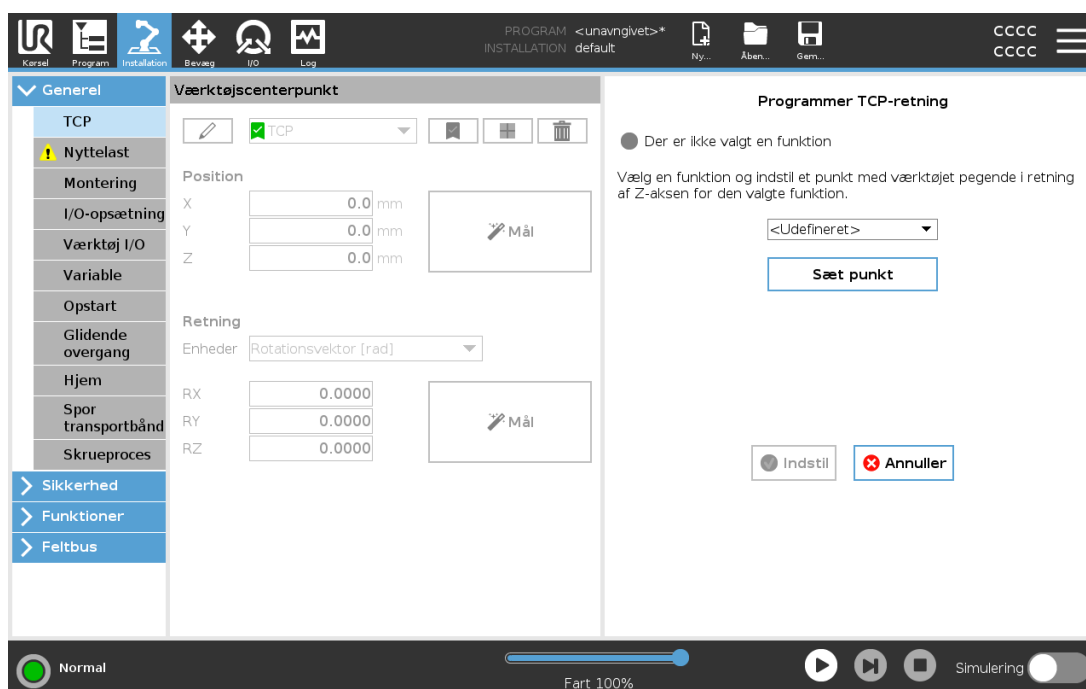 PROGRAM <unavngivet>*
INSTALLATION default
CCCC
CCCC
Kørsel
Program
Installation
Bevæg
I/O
Log
Ny...
Åben...
Gem...
Generel
TCP
Nyttelast
Montering
I/O-opsætning
Værktøj I/O
Variable
Opstart
Glidende
overgang
Hjem
Spor
transportbånd
Skrueproces
Sikkerhed
Funktioner
Feltbus
Værktøjscenterpunkt
TCP
Position
X 0.0 mm
Y 0.0 mm
Z 0.0 mm
Mål
Retning
Enheder Rotationsvektor [rad]
RX 0.0000
RY 0.0000
RZ 0.0000
Mål
Programmer TCP-retning
Der er ikke valgt en funktion
Vælg en funktion og indstil et punkt med værktøjet pegende i retning
af Z-aksen for den valgte funktion.
<Udefineret>
Sæt punkt
Indstil
Annuller
Normal
Fart 100%
Simulering